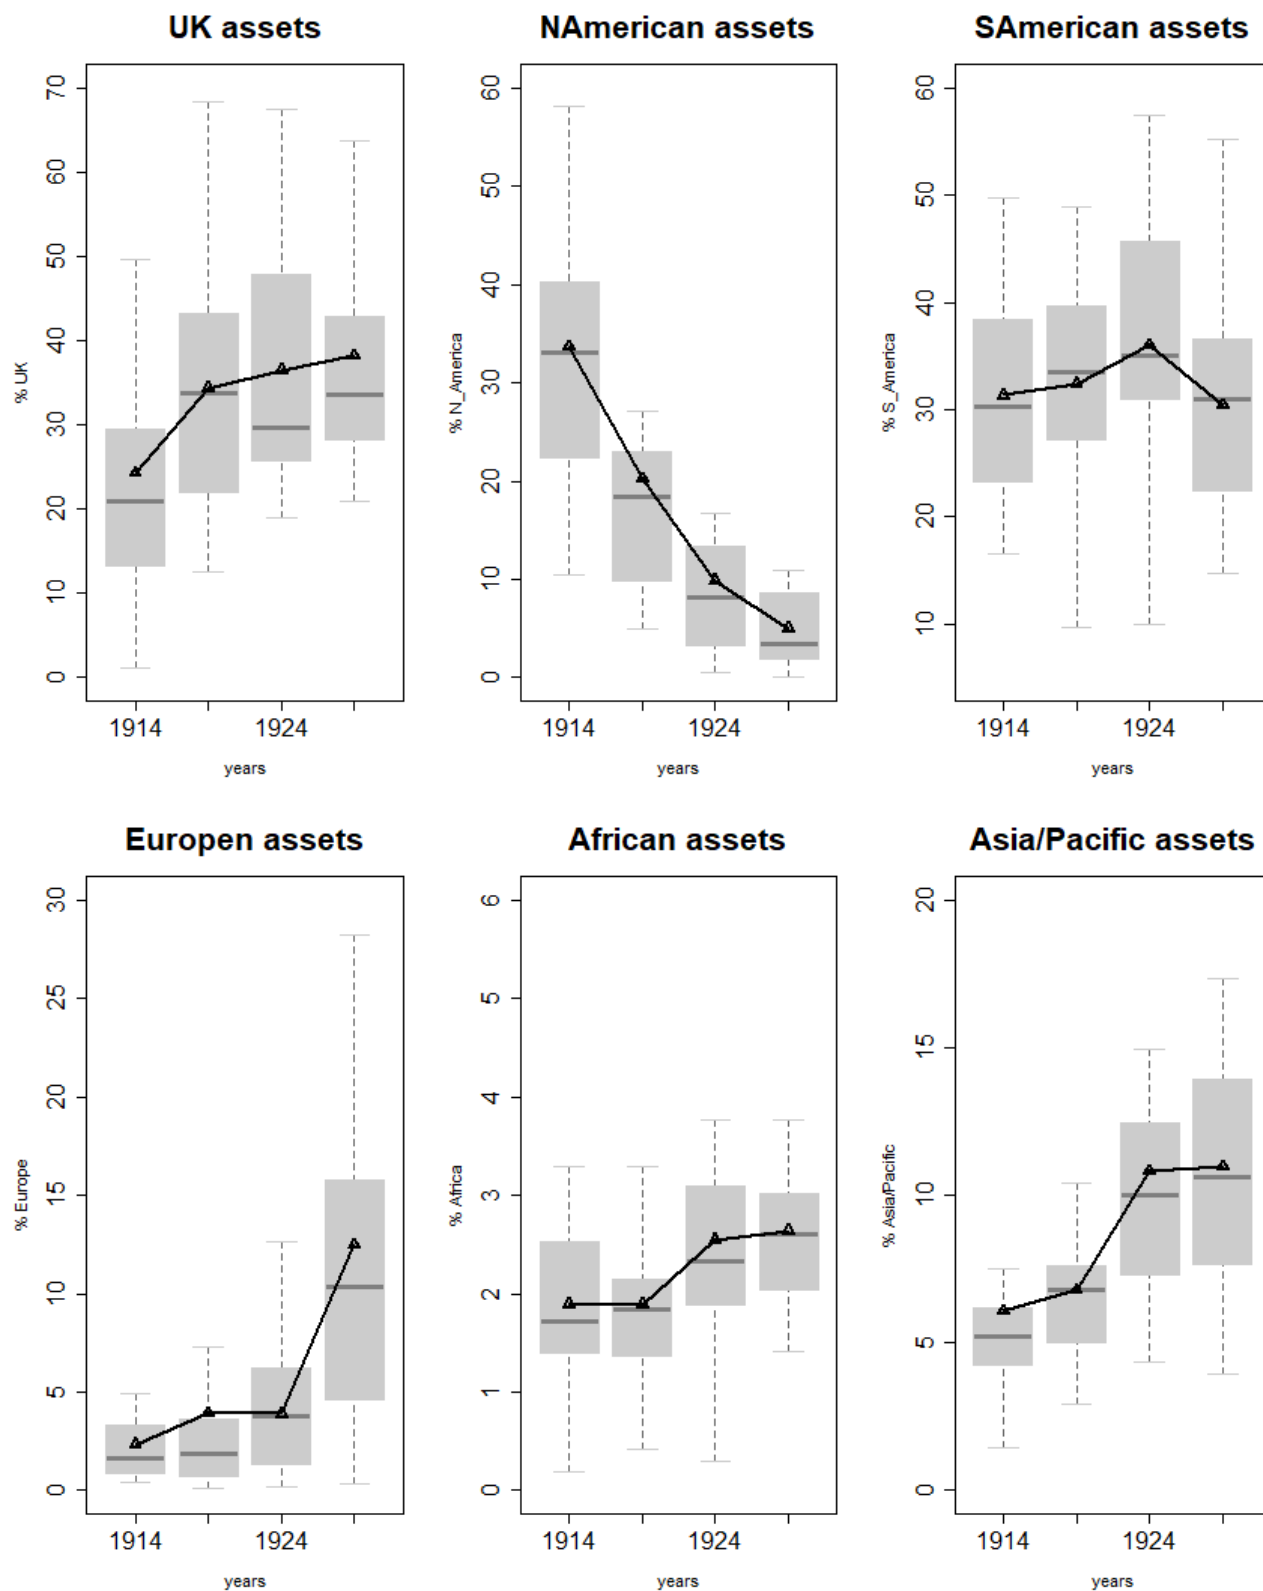 UK assets
NAmerican assets
SAmerican assets
% UK
70
60
50
40
30
20
10
0
1914
1924
years
% N_America
60
50
40
30
20
10
0
1914
1924
years
% S_America
60
50
40
30
20
10
1914
1924
years
Europen assets
African assets
Asia/Pacific assets
% Europe
30
25
20
15
10
5
0
1914
1924
years
% Africa
6
5
4
3
2
1
0
1914
1924
years
% Asia/Pacific
20
15
10
5
0
1914
1924
years